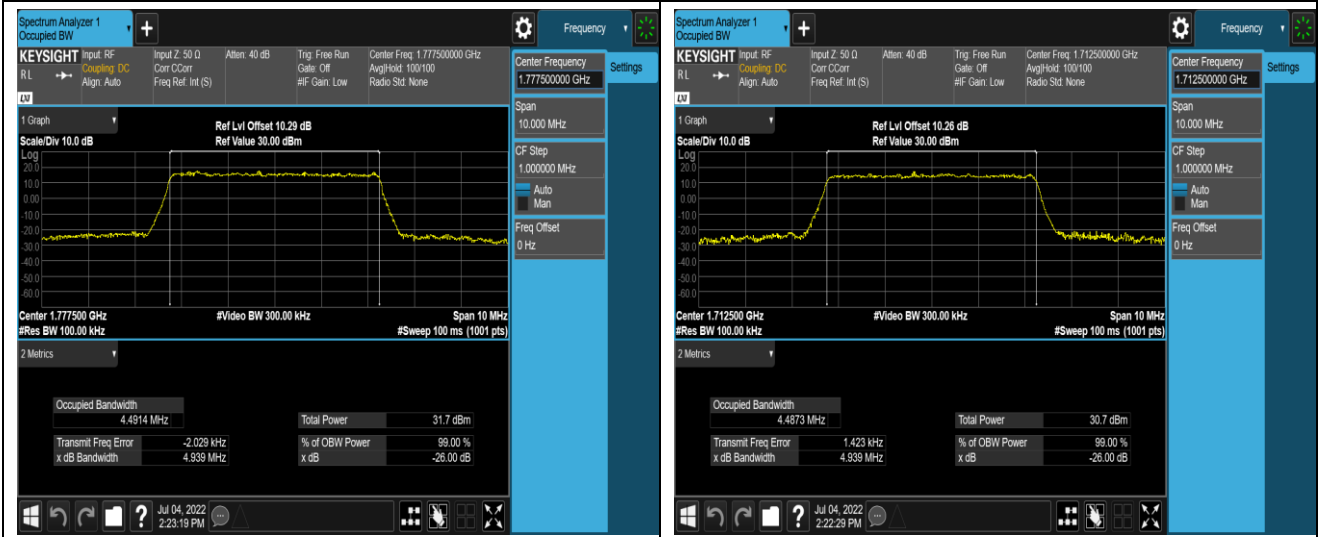 Spectrum Analyzer 1
Occupied BW
+
Frequency
KEYSIGHT
RL
LXI
Input: RF
Coupling: DC
Align: Auto
Input Z: 50 Ω
Corr CCorr
Freq Ref: Int (S)
Atten: 40 dB
Trig: Free Run
Gate: Off
#IF Gain: Low
Center Freq: 1.777500000 GHz
Avg|Hold: 100/100
Radio Std: None
Center Frequency
1.777500000 GHz
Settings
Span
10.000 MHz
CF Step
1.000000 MHz
Auto
Man
Freq Offset
0 Hz
1 Graph
Scale/Div 10.0 dB
Ref Lvl Offset 10.29 dB
Ref Value 30.00 dBm
Log
20.0
10.0
0.00
-10.0
-20.0
-30.0
-40.0
-50.0
-60.0
Center 1.777500 GHz
#Video BW 300.00 kHz
Span 10 MHz
#Res BW 100.00 kHz
#Sweep 100 ms (1001 pts)
2 Metrics
Occupied Bandwidth
4.4914 MHz
Total Power 31.7 dBm
Transmit Freq Error -2.029 kHz
% of OBW Power 99.00 %
x dB Bandwidth 4.939 MHz
x dB -26.00 dB
?
Jul 04, 2022
2:23:19 PM
Spectrum Analyzer 1
Occupied BW
+
Frequency
KEYSIGHT
RL
LXI
Input: RF
Coupling: DC
Align: Auto
Input Z: 50 Ω
Corr CCorr
Freq Ref: Int (S)
Atten: 40 dB
Trig: Free Run
Gate: Off
#IF Gain: Low
Center Freq: 1.712500000 GHz
Avg|Hold: 100/100
Radio Std: None
Center Frequency
1.712500000 GHz
Settings
Span
10.000 MHz
CF Step
1.000000 MHz
Auto
Man
Freq Offset
0 Hz
1 Graph
Scale/Div 10.0 dB
Ref Lvl Offset 10.26 dB
Ref Value 30.00 dBm
Log
20.0
10.0
0.00
-10.0
-20.0
-30.0
-40.0
-50.0
-60.0
Center 1.712500 GHz
#Video BW 300.00 kHz
Span 10 MHz
#Res BW 100.00 kHz
#Sweep 100 ms (1001 pts)
2 Metrics
Occupied Bandwidth
4.4873 MHz
Total Power 30.7 dBm
Transmit Freq Error 1.423 kHz
% of OBW Power 99.00 %
x dB Bandwidth 4.939 MHz
x dB -26.00 dB
?
Jul 04, 2022
2:22:29 PM